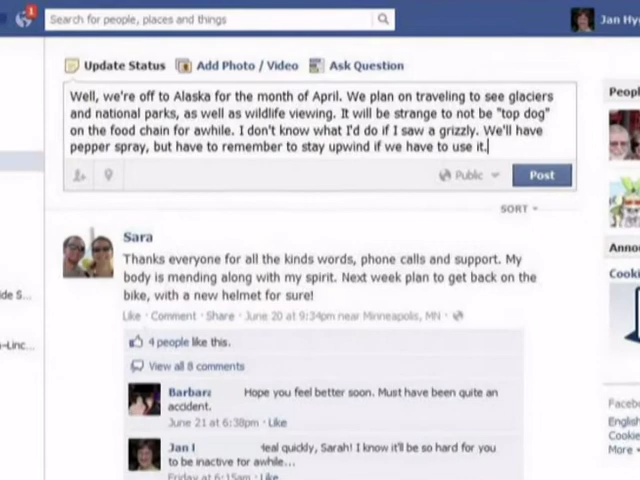 1
Search for people, places and things
Jan Hy
Update Status
Add Photo / Video
Ask Question
Well, we're off to Alaska for the month of April. We plan on traveling to see glaciers
and national parks, as well as wildlife viewing. It will be strange to not be "top dog"
on the food chain for awhile. I don't know what I'd do if I saw a grizzly. We'll have
pepper spray, but have to remember to stay upwind if we have to use it.
Public
Post
SORT
Sara
Thanks everyone for all the kinds words, phone calls and support. My
body is mending along with my spirit. Next week plan to get back on the
bike, with a new helmet for sure!
Like · Comment · Share · June 20 at 9:34pm near Minneapolis, MN ·
4 people like this.
View all 8 comments
Barbara Hope you feel better soon. Must have been quite an
accident.
June 21 at 6:38pm · Like
Jan eal quickly, Sarah! I know it'll be so hard for you
to be inactive for awhile...
Friday at 6:15am · Like
Peopl
Anno
Cooki
Facebo
English
Cookie
More
ide S...
-Linc...